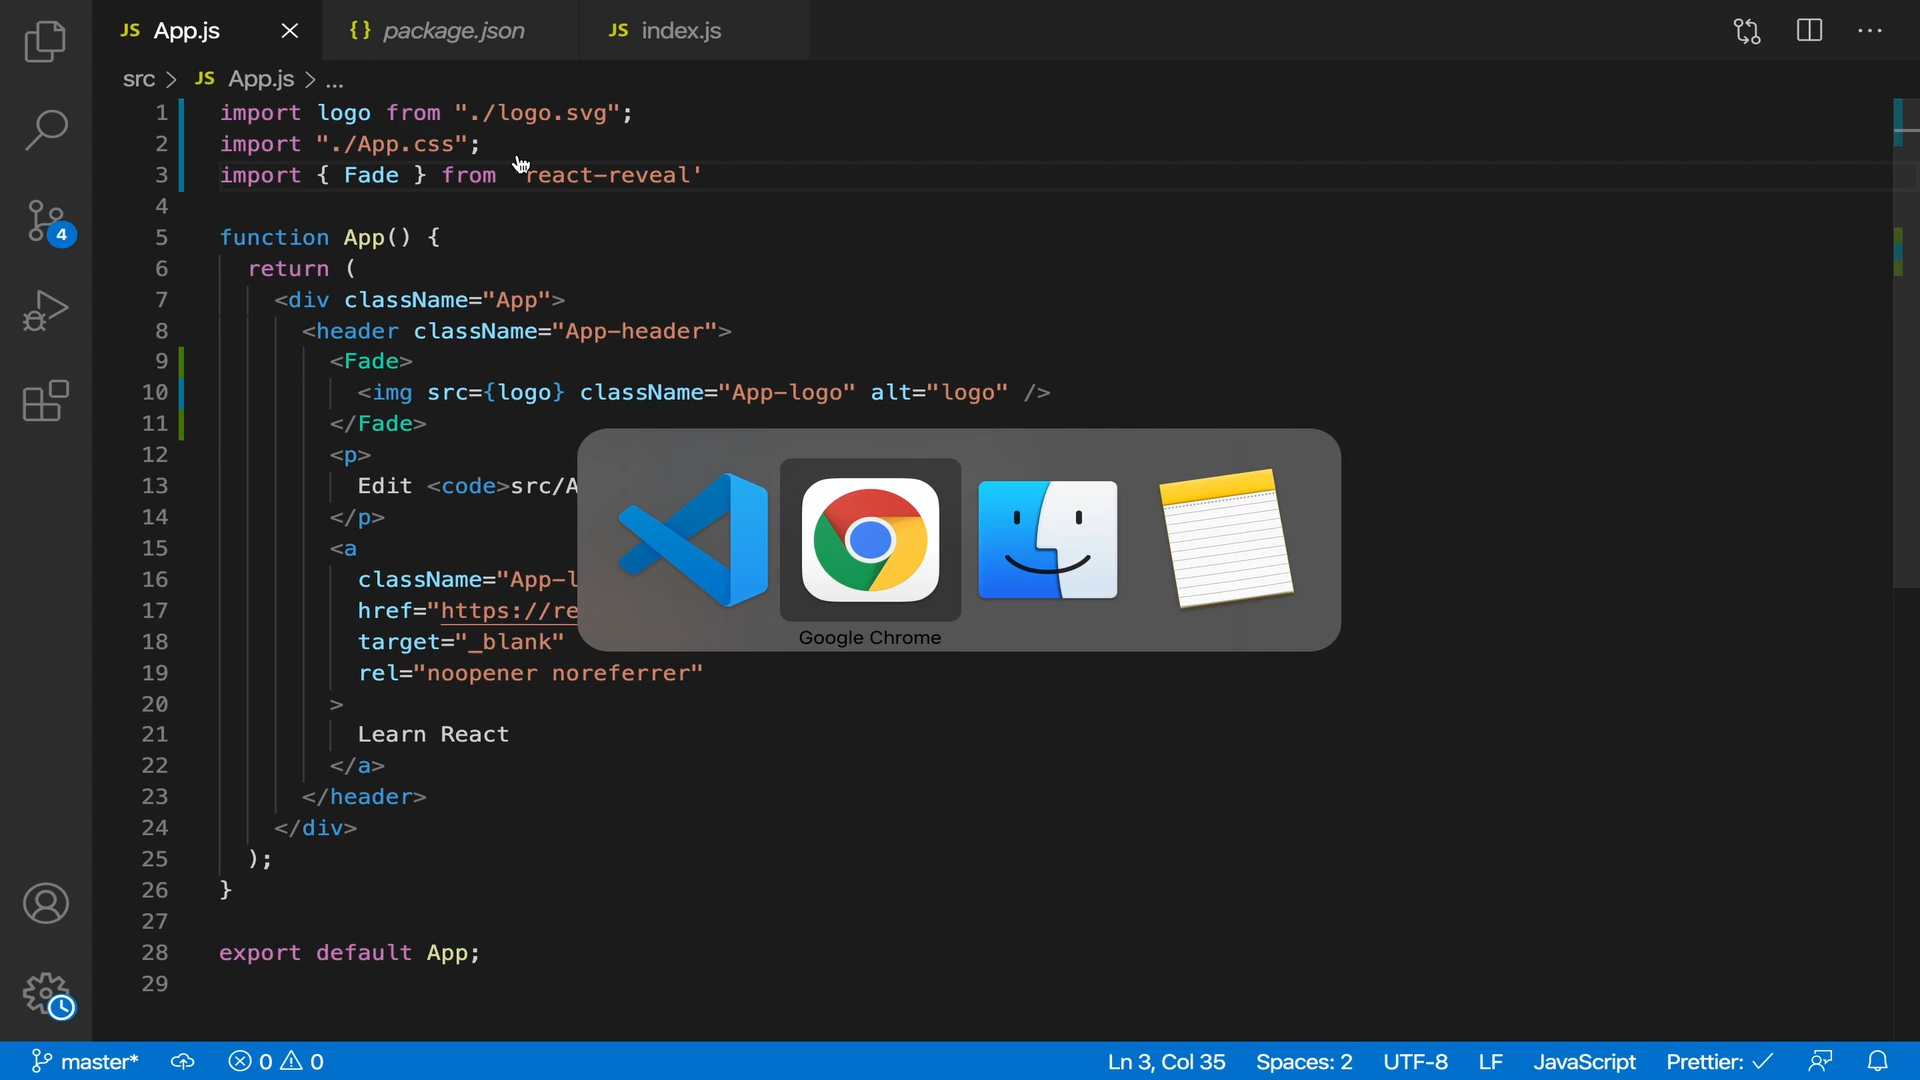 JS App.js
{} package.json
JS index.js
src > JS App.js > ...
1 import logo from "./logo.svg";
2 import "./App.css";
3 import { Fade } from 'react-reveal'
4
5 function App() {
6 return (
7 <div className="App">
8 <header className="App-header">
9 <Fade>
10 <img src={logo} className="App-logo" alt="logo" />
11 </Fade>
12 <p>
13 Edit <code>src/A
14 </p>
15 <a
16 className="App-l
17 href="https://re
18 target="_blank"
19 rel="noopener noreferrer"
20 >
21 Learn React
22 </a>
23 </header>
24 </div>
25 );
26 }
27
28 export default App;
29
4
Google Chrome
master*
0 0
Ln 3, Col 35
Spaces: 2
UTF-8
LF
JavaScript
Prettier: ✓